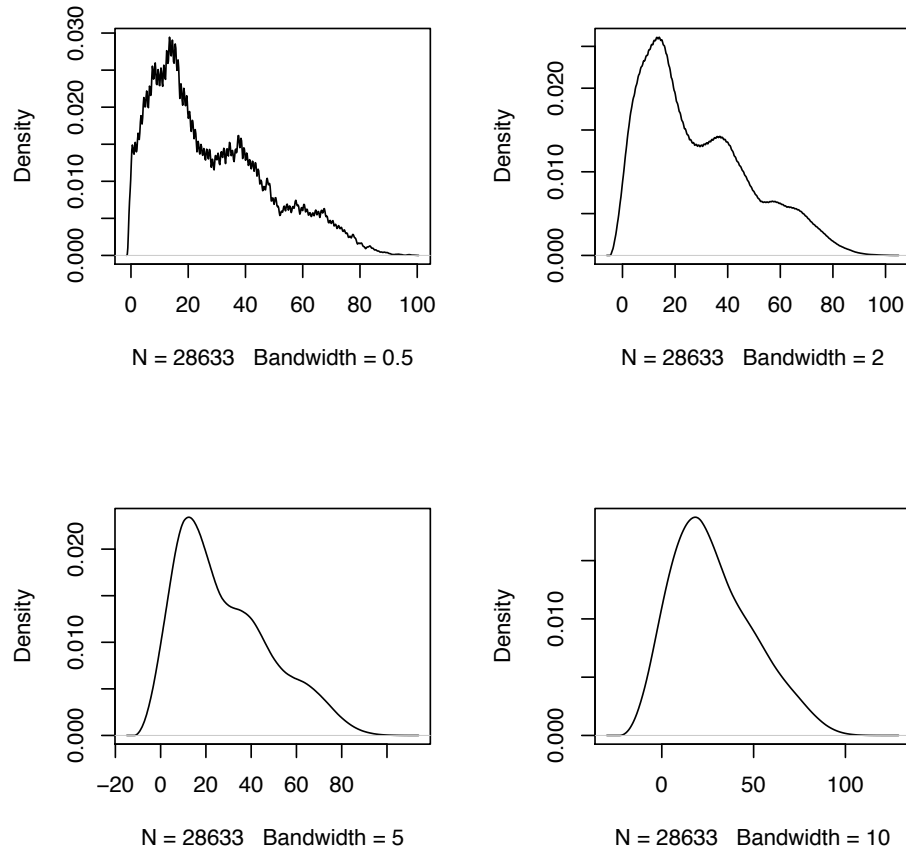 Density
0.030
0.020
0.010
0.000
0 20 40 60 80 100
N = 28633 Bandwidth = 0.5
Density
0.020
0.010
0.000
0 20 40 60 80 100
N = 28633 Bandwidth = 2
Density
0.020
0.010
0.000
−20 0 20 40 60 80
N = 28633 Bandwidth = 5
Density
0.010
0.000
0 50 100
N = 28633 Bandwidth = 10